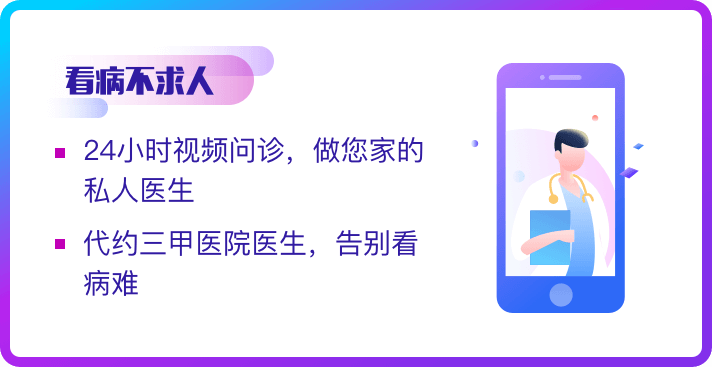 看病不求人
24小时视频问诊，做您家的
私人医生
代约三甲医院医生，告别看
病难